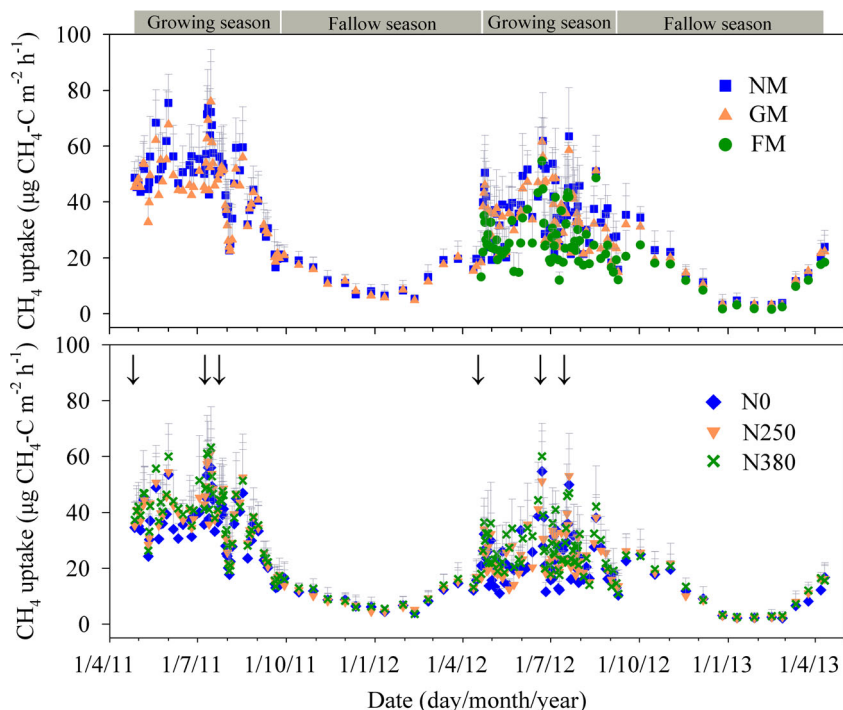 Growing season Fallow season Growing season Fallow season
CH₄ uptake (µg CH₄-C m⁻² h⁻¹)
100
80
60
40
20
0
NM
GM
FM
CH₄ uptake (µg CH₄-C m⁻² h⁻¹)
100
80
60
40
20
0
N0
N250
N380
1/4/11 1/7/11 1/10/11 1/1/12 1/4/12 1/7/12 1/10/12 1/1/13 1/4/13
Date (day/month/year)